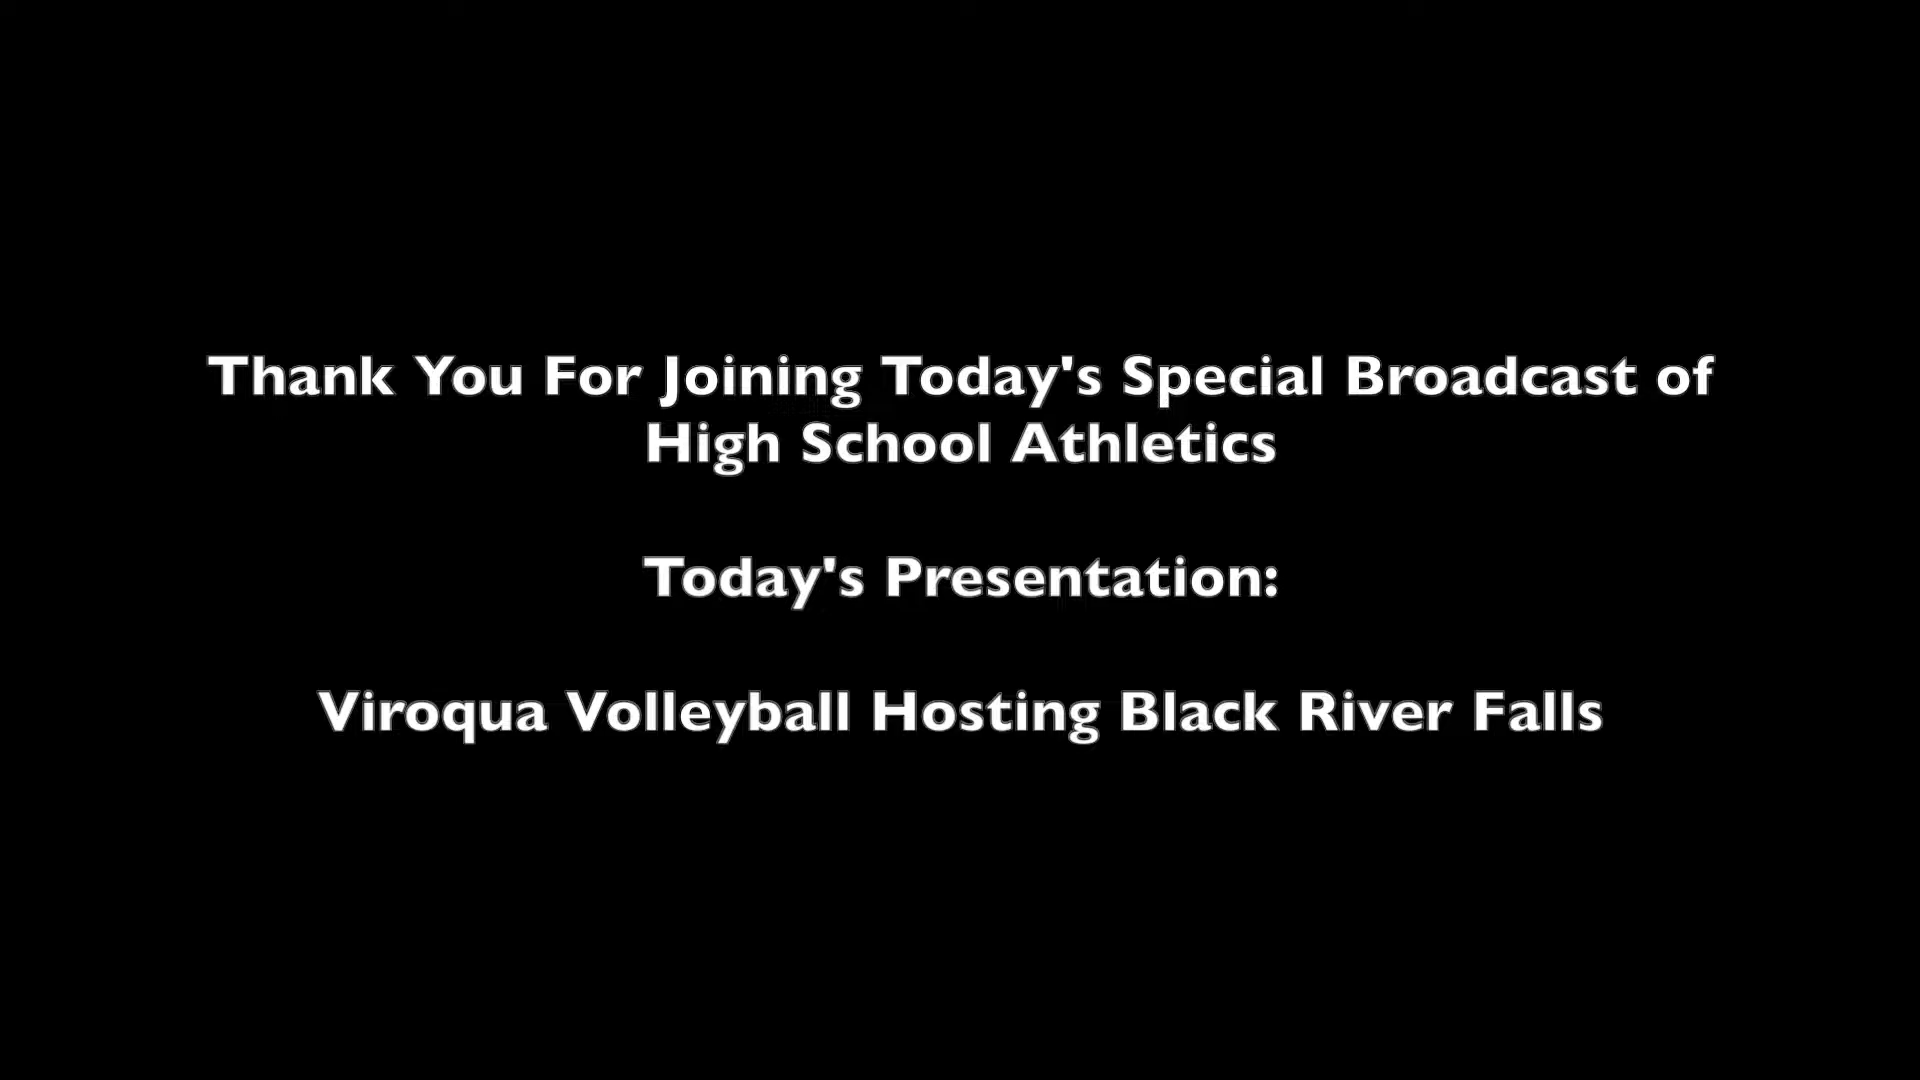 Thank You For Joining Today's Special Broadcast of
High School Athletics
Today's Presentation:
Viroqua Volleyball Hosting Black River Falls